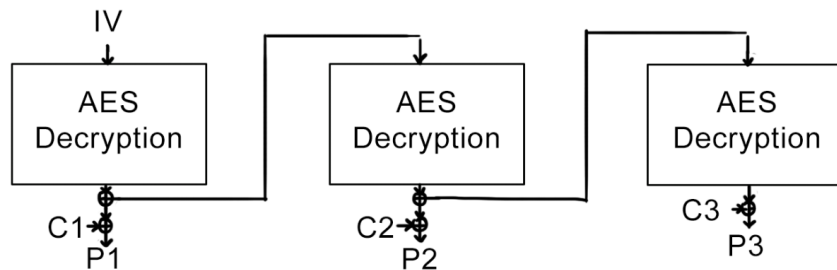 IV
AES
Decryption
AES
Decryption
AES
Decryption
C1
P1
C2
P2
C3
P3